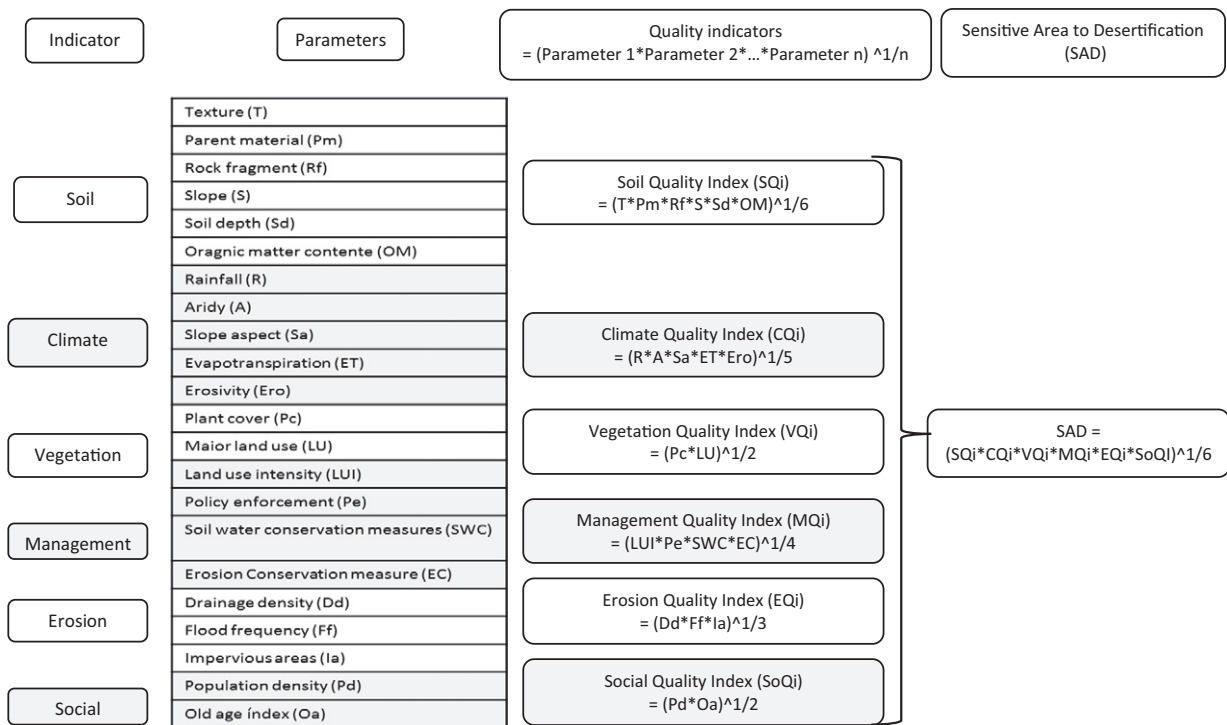 Indicator
Parameters
Quality indicators
= (Parameter 1*Parameter 2*...*Parameter n) ^1/n
Sensitive Area to Desertification
(SAD)
Soil
Texture (T)
Parent material (Pm)
Rock fragment (Rf)
Slope (S)
Soil depth (Sd)
Oragnic matter contente (OM)
Soil Quality Index (SQi)
= (T*Pm*Rf*S*Sd*OM)^1/6
Climate
Rainfall (R)
Aridy (A)
Slope aspect (Sa)
Evapotranspiration (ET)
Erosivity (Ero)
Climate Quality Index (CQi)
= (R*A*Sa*ET*Ero)^1/5
Vegetation
Plant cover (Pc)
Maior land use (LU)
Vegetation Quality Index (VQi)
= (Pc*LU)^1/2
Management
Land use intensity (LUI)
Policy enforcement (Pe)
Soil water conservation measures (SWC)
Erosion Conservation measure (EC)
Management Quality Index (MQi)
= (LUI*Pe*SWC*EC)^1/4
Erosion
Drainage density (Dd)
Flood frequency (Ff)
Impervious areas (Ia)
Erosion Quality Index (EQi)
= (Dd*Ff*Ia)^1/3
Social
Population density (Pd)
Old age índex (Oa)
Social Quality Index (SoQi)
= (Pd*Oa)^1/2
SAD =
(SQi*CQi*VQi*MQi*EQi*SoQI)^1/6